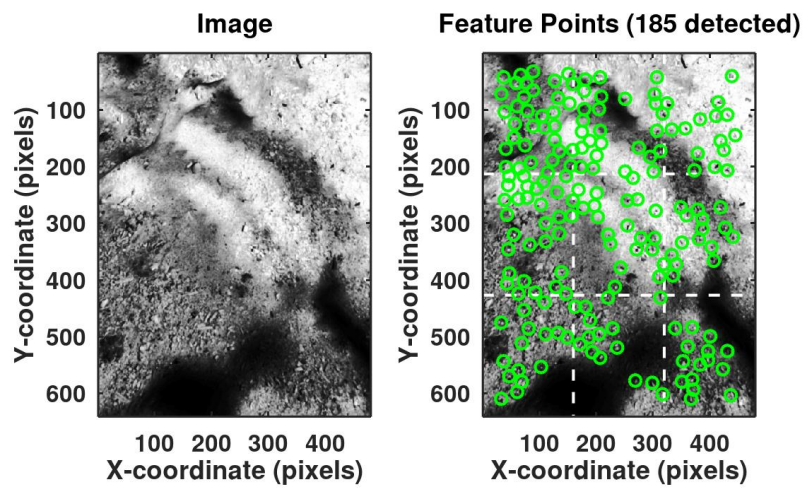 Image
Y-coordinate (pixels)
100
200
300
400
500
600
100 200 300 400
X-coordinate (pixels)
Feature Points (185 detected)
Y-coordinate (pixels)
100
200
300
400
500
600
100 200 300 400
X-coordinate (pixels)